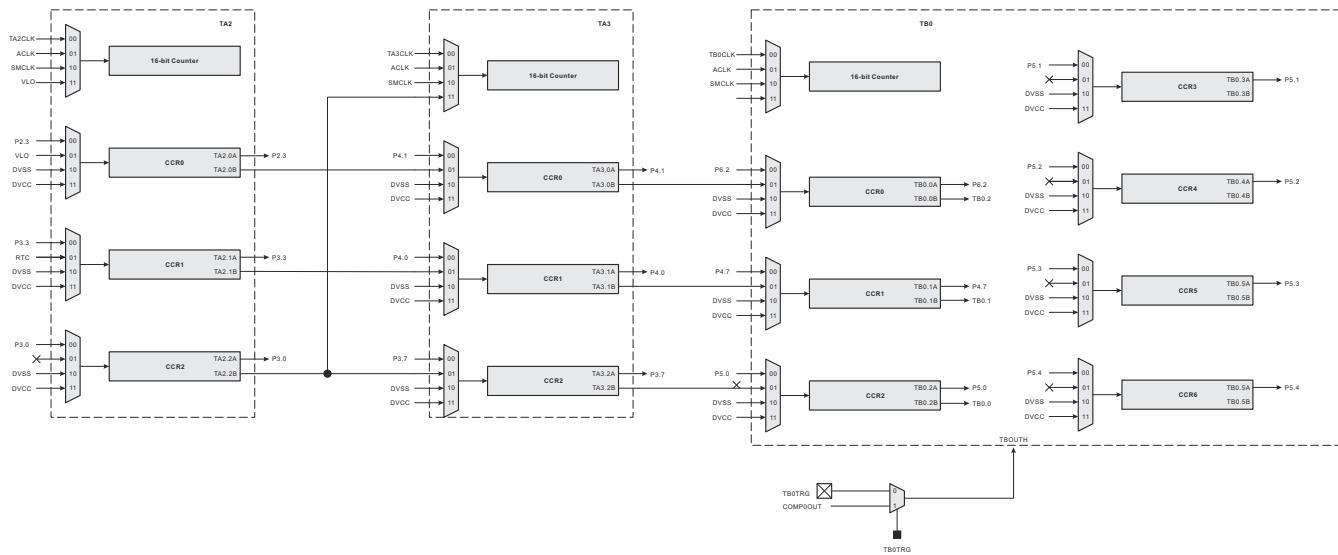 TA2
TA2CLK
ACLK
SMCLK
VLO
00
01
10
11
16-bit Counter
P2.3
VLO
DVSS
DVCC
00
01
10
11
CCR0
TA2.0A
TA2.0B
P2.3
P3.3
RTC
DVSS
DVCC
00
01
10
11
CCR1
TA2.1A
TA2.1B
P3.3
P3.0
DVSS
DVCC
00
01
10
11
CCR2
TA2.2A
TA2.2B
P3.0
TA3
TA3CLK
ACLK
SMCLK
00
01
10
11
16-bit Counter
P4.1
DVSS
DVCC
00
01
10
11
CCR0
TA3.0A
TA3.0B
P4.1
P4.0
DVSS
DVCC
00
01
10
11
CCR1
TA3.1A
TA3.1B
P4.0
P3.7
DVSS
DVCC
00
01
10
11
CCR2
TA3.2A
TA3.2B
P3.7
TB0
TB0CLK
ACLK
SMCLK
00
01
10
11
16-bit Counter
P6.2
DVSS
DVCC
00
01
10
11
CCR0
TB0.0A
TB0.0B
P6.2
TB0.2
P4.7
DVSS
DVCC
00
01
10
11
CCR1
TB0.1A
TB0.1B
P4.7
TB0.1
P5.0
DVSS
DVCC
00
01
10
11
CCR2
TB0.2A
TB0.2B
P5.0
TB0.0
P5.1
DVSS
DVCC
00
01
10
11
CCR3
TB0.3A
TB0.3B
P5.1
P5.2
DVSS
DVCC
00
01
10
11
CCR4
TB0.4A
TB0.4B
P5.2
P5.3
DVSS
DVCC
00
01
10
11
CCR5
TB0.5A
TB0.5B
P5.3
P5.4
DVSS
DVCC
00
01
10
11
CCR6
TB0.5A
TB0.5B
P5.4
TBOUTH
TB0TRG
COMP0OUT
0
1
TB0TRG